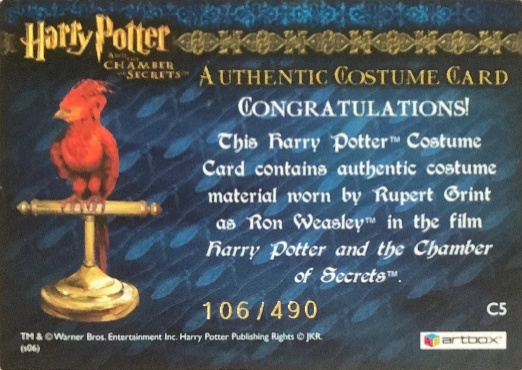 Harry Potter
AND THE
CHAMBER
OF SECRETS™
AUTHENTIC COSTUME CARD
CONGRATULATIONS!
This Harry Potter™ Costume
Card contains authentic costume
material worn by Rupert Grint
as Ron Weasley™ in the film
Harry Potter and the Chamber
of Secrets™.
106/490
C5
TM & © Warner Bros. Entertainment Inc. Harry Potter Publishing Rights © JKR.
(s06)
artbox